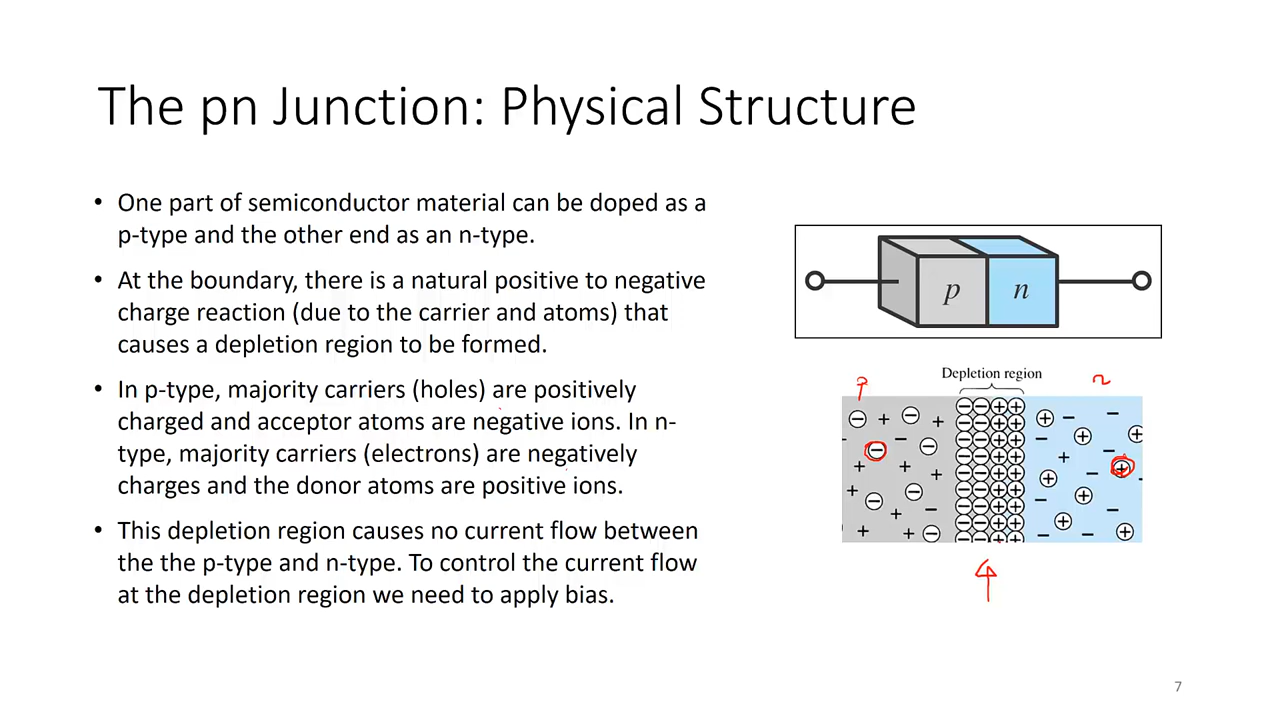 The pn Junction: Physical Structure
• One part of semiconductor material can be doped as a
p-type and the other end as an n-type.
• At the boundary, there is a natural positive to negative
charge reaction (due to the carrier and atoms) that
causes a depletion region to be formed.
• In p-type, majority carriers (holes) are positively
charged and acceptor atoms are negative ions. In n-
type, majority carriers (electrons) are negatively
charges and the donor atoms are positive ions.
• This depletion region causes no current flow between
the the p-type and n-type. To control the current flow
at the depletion region we need to apply bias.
p n
Depletion region
p n
7